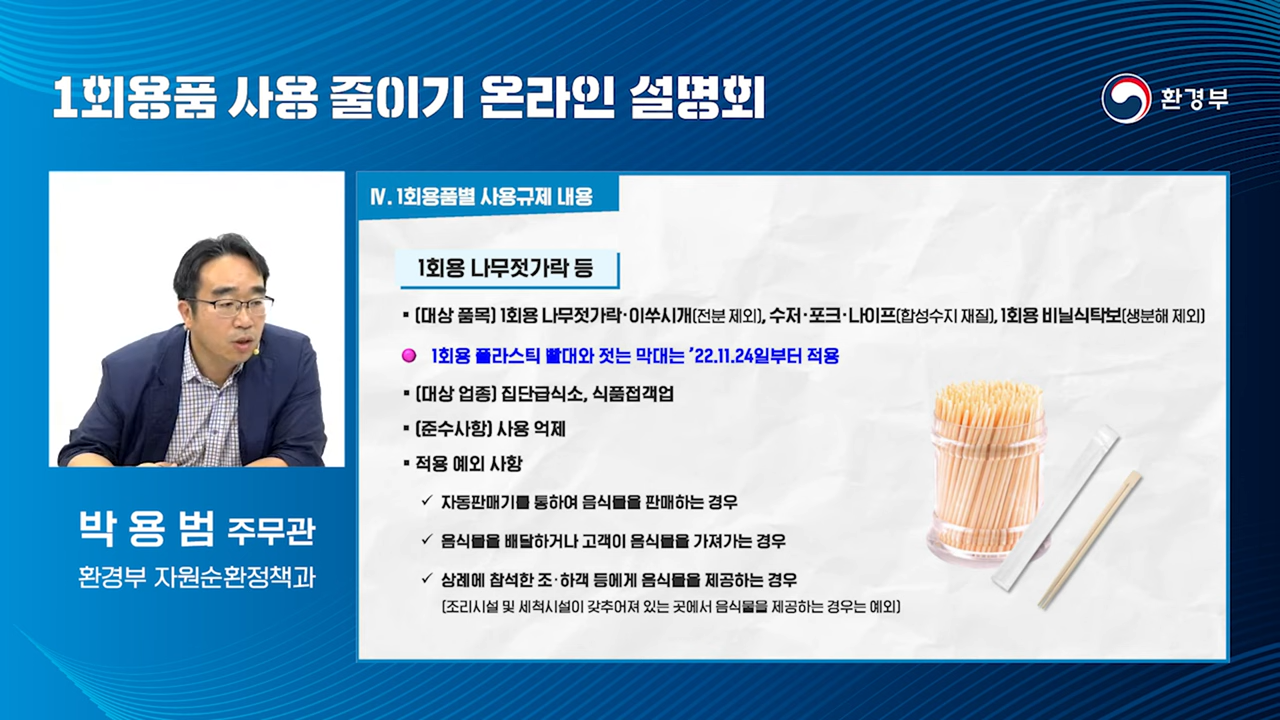 1회용품 사용 줄이기 온라인 설명회
환경부
Ⅳ. 1회용품별 사용규제 내용
1회용 나무젓가락 등
▪ (대상 품목) 1회용 나무젓가락·이쑤시개(전분 제외), 수저·포크·나이프(합성수지 재질), 1회용 비닐식탁보(생분해 제외)
1회용 플라스틱 빨대와 젓는 막대는 ’22.11.24일부터 적용
▪ (대상 업종) 집단급식소, 식품접객업
▪ (준수사항) 사용 억제
▪ 적용 예외 사항
✓ 자동판매기를 통하여 음식물을 판매하는 경우
✓ 음식물을 배달하거나 고객이 음식물을 가져가는 경우
✓ 상례에 참석한 조·하객 등에게 음식물을 제공하는 경우
(조리시설 및 세척시설이 갖추어져 있는 곳에서 음식물을 제공하는 경우는 예외)
박용범 주무관
환경부 자원순환정책과